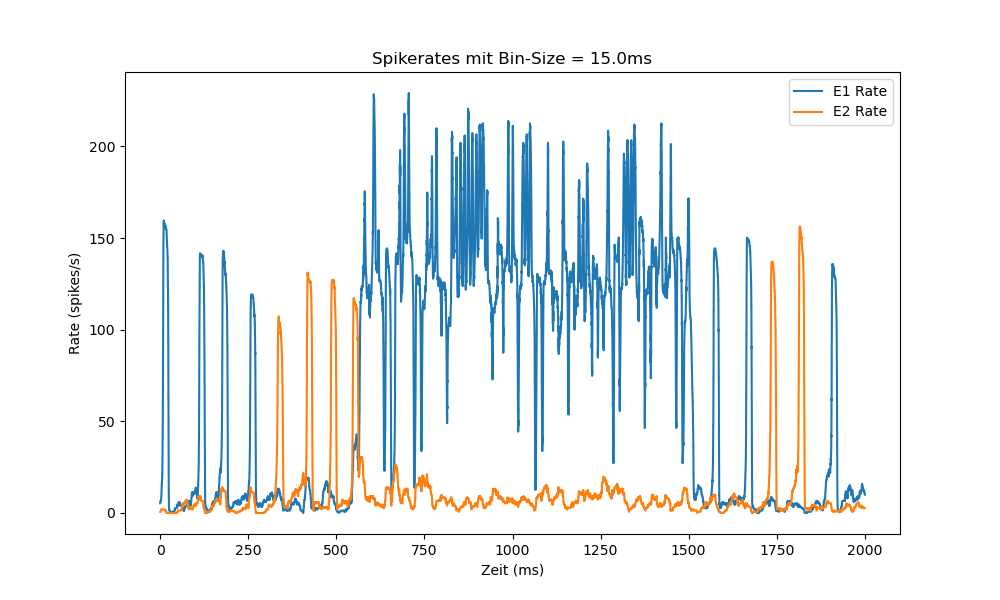 Spikerates mit Bin-Size = 15.0ms
E1 Rate
E2 Rate
200
150
100
50
0
Rate (spikes/s)
0 250 500 750 1000 1250 1500 1750 2000
Zeit (ms)